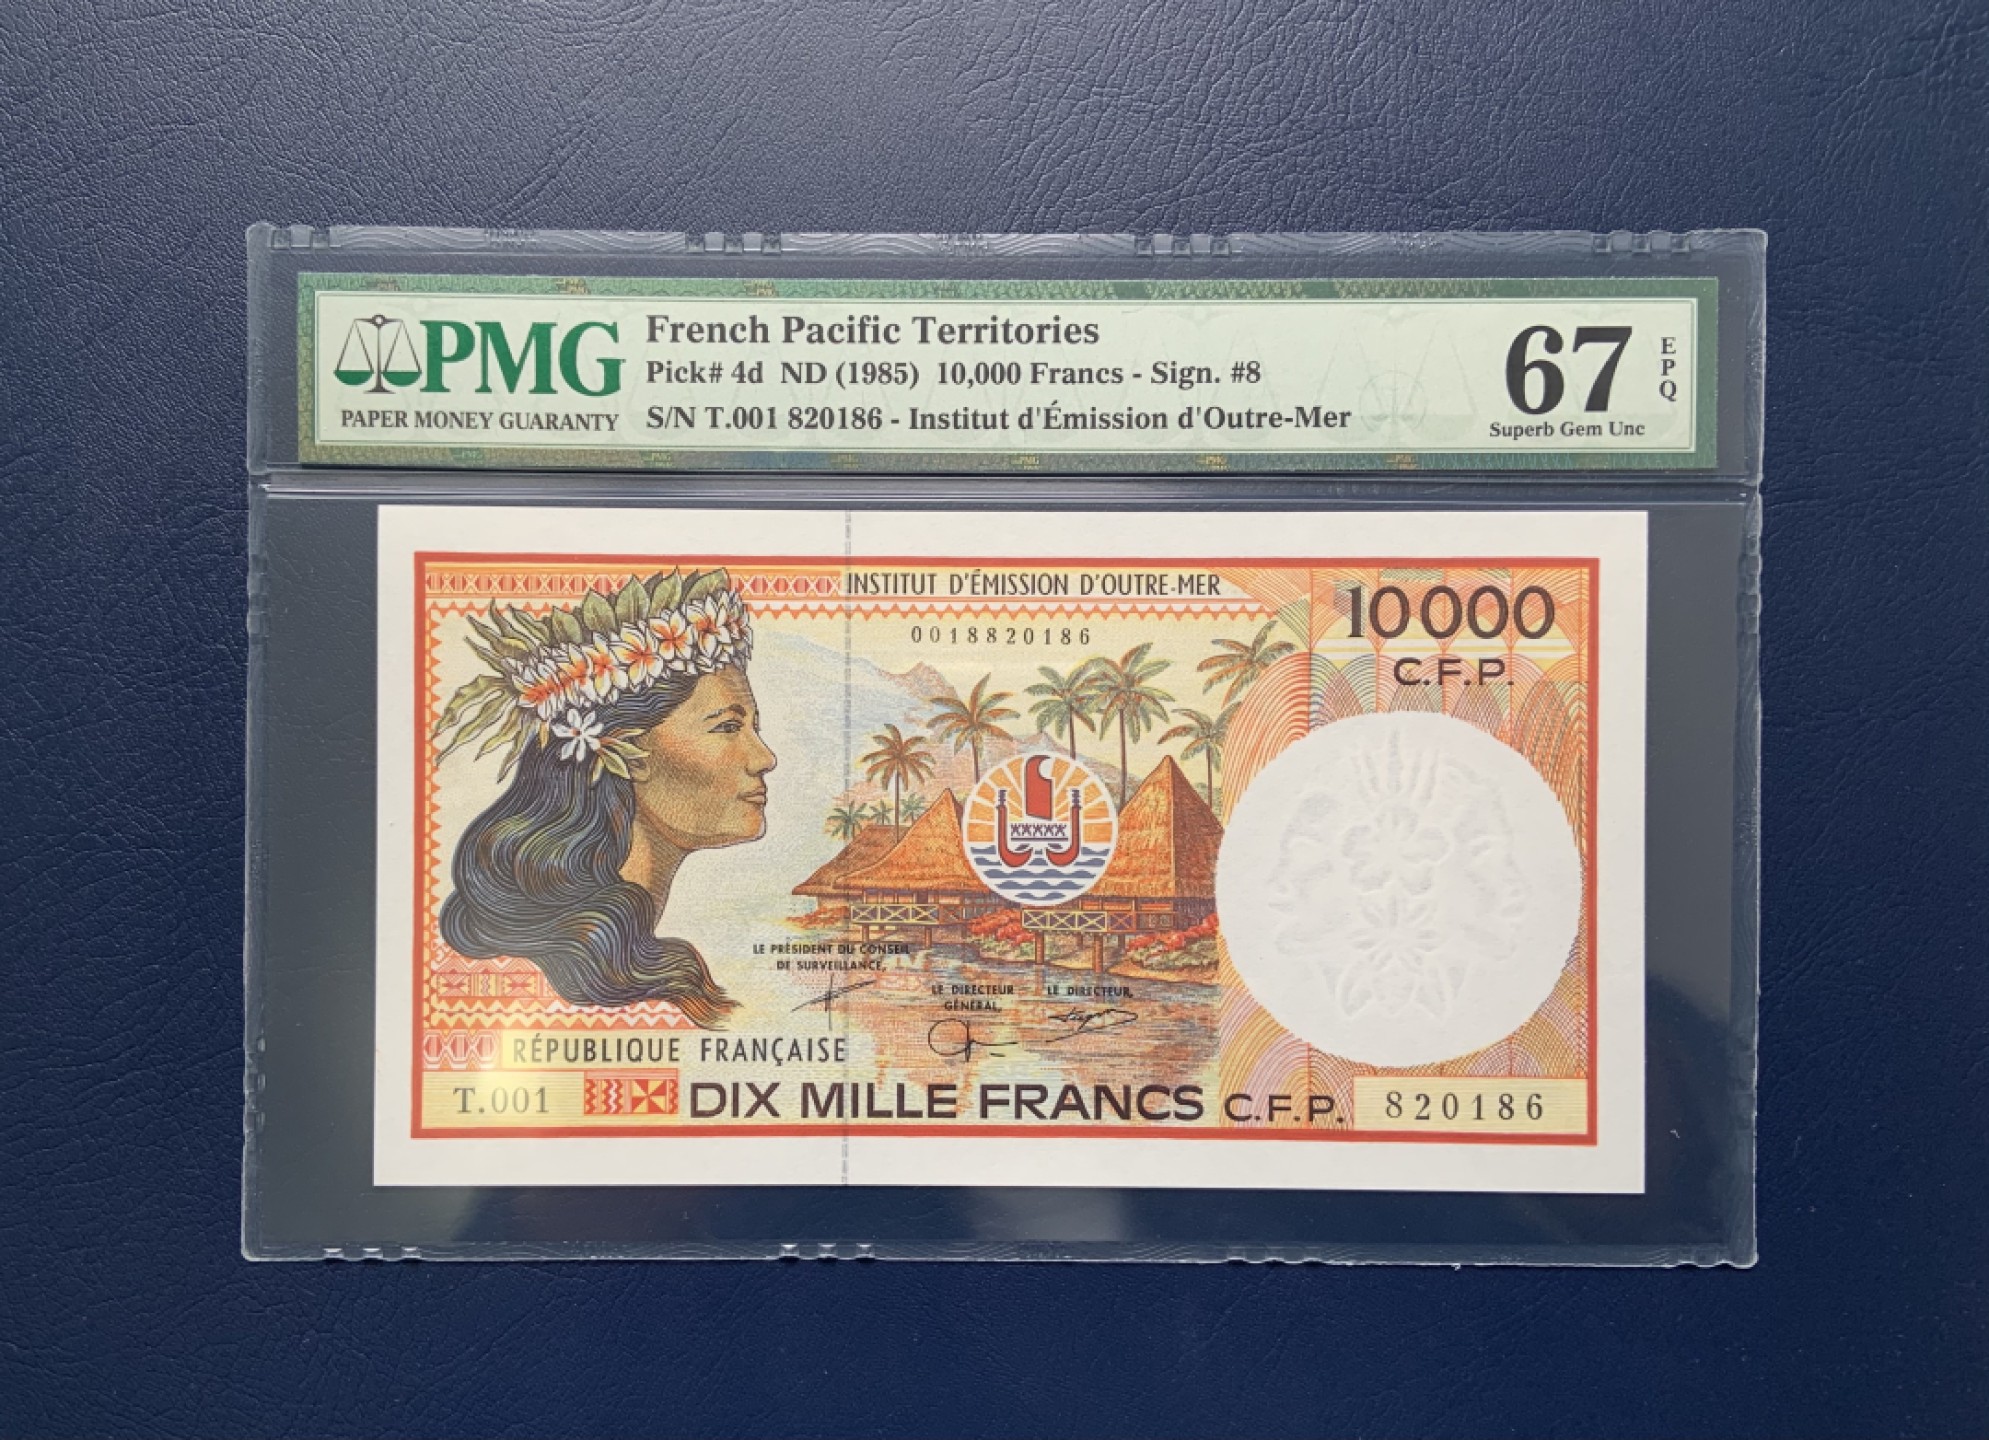 PMG
PAPER MONEY GUARANTY
French Pacific Territories
Pick# 4d ND (1985) 10,000 Francs - Sign. #8
S/N T.001 820186 - Institut d'Émission d'Outre-Mer
67
EPQ
Superb Gem Unc
INSTITUT D'ÉMISSION D'OUTRE-MER
10000
C.F.P.
0018820186
LE PRÉSIDENT DU CONSEIL
DE SURVEILLANCE,
LE DIRECTEUR
GÉNÉRAL,
LE DIRECTEUR,
RÉPUBLIQUE FRANÇAISE
T.001
DIX MILLE FRANCS C.F.P.
820186